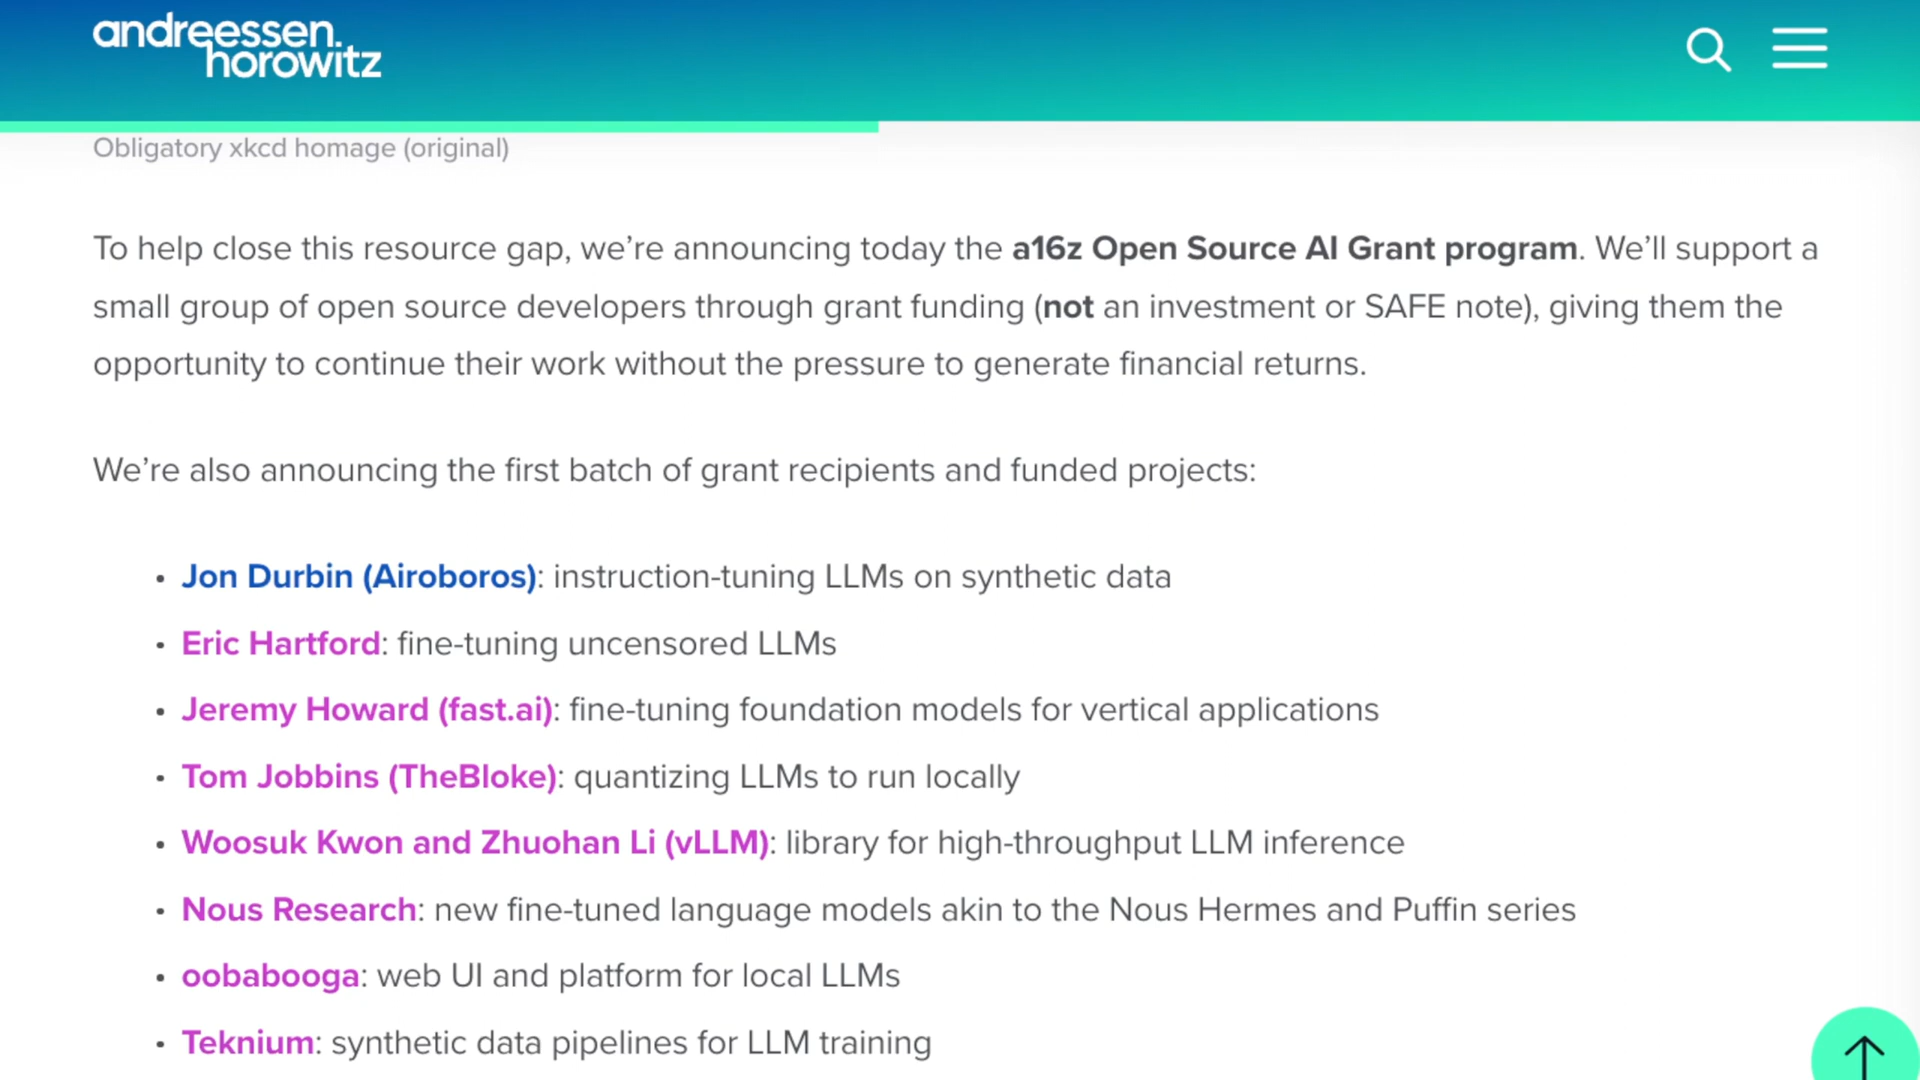 andreessen.
horowitz
Obligatory xkcd homage (original)
To help close this resource gap, we’re announcing today the a16z Open Source AI Grant program. We’ll support a
small group of open source developers through grant funding (not an investment or SAFE note), giving them the
opportunity to continue their work without the pressure to generate financial returns.
We’re also announcing the first batch of grant recipients and funded projects:
• Jon Durbin (Airoboros): instruction-tuning LLMs on synthetic data
• Eric Hartford: fine-tuning uncensored LLMs
• Jeremy Howard (fast.ai): fine-tuning foundation models for vertical applications
• Tom Jobbins (TheBloke): quantizing LLMs to run locally
• Woosuk Kwon and Zhuohan Li (vLLM): library for high-throughput LLM inference
• Nous Research: new fine-tuned language models akin to the Nous Hermes and Puffin series
• oobabooga: web UI and platform for local LLMs
• Teknium: synthetic data pipelines for LLM training